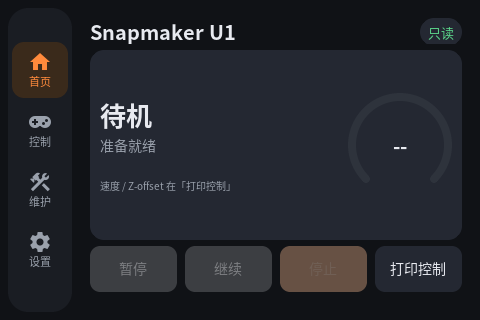 Snapmaker U1
只读
首页
控制
维护
设置
待机
准备就绪
--
速度 / Z-offset 在「打印控制」
暂停
继续
停止
打印控制